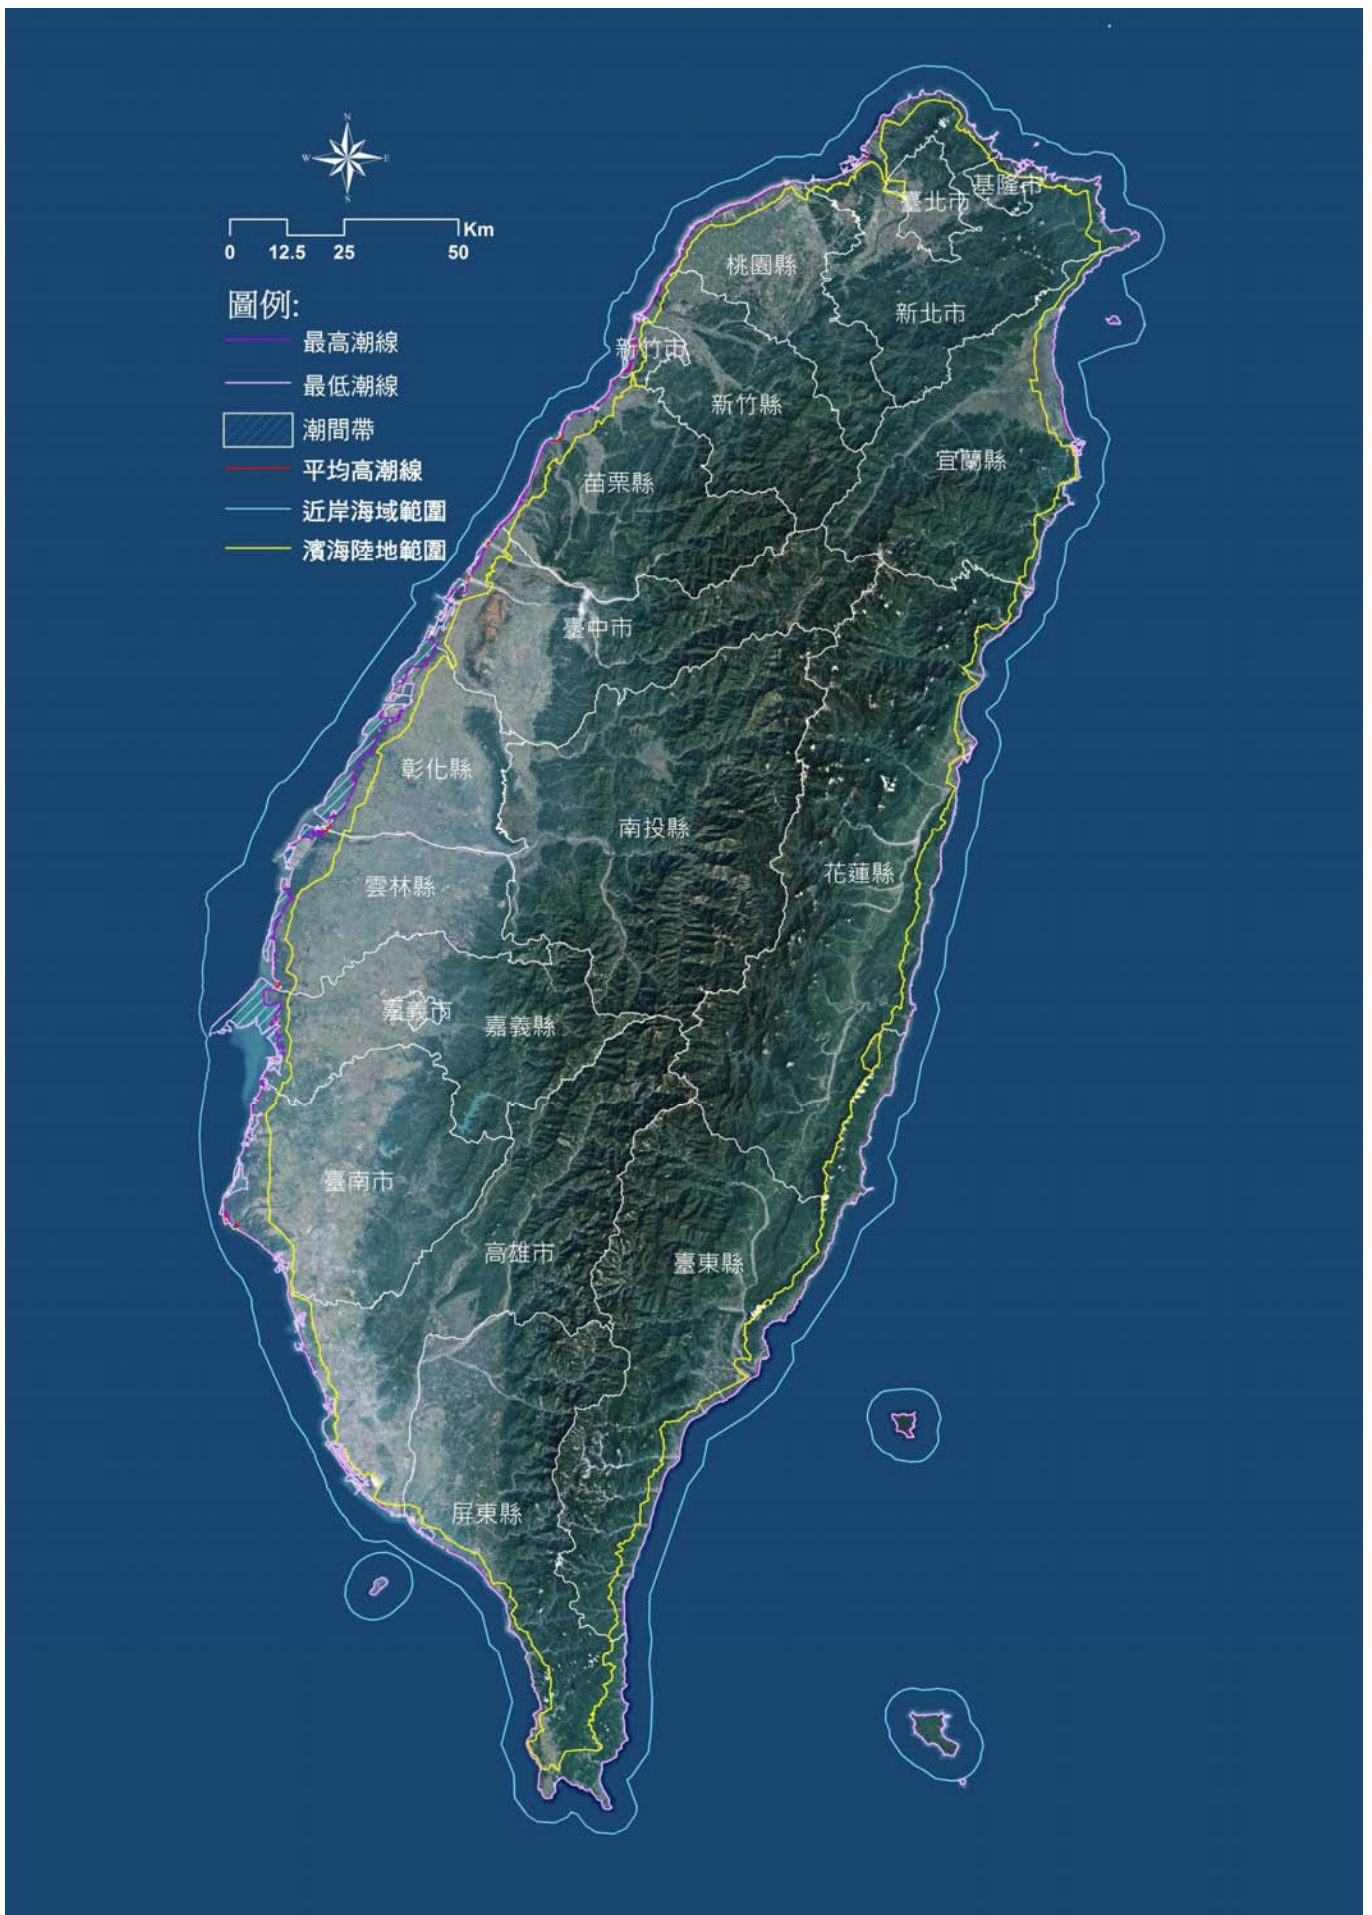 N
W E
S
Km
0 12.5 25 50
圖例:
最高潮線
最低潮線
潮間帶
平均高潮線
近岸海域範圍
濱海陸地範圍
基隆市
臺北市
桃園縣
新北市
新竹市
新竹縣
宜蘭縣
苗栗縣
臺中市
彰化縣
南投縣
花蓮縣
雲林縣
嘉義市
嘉義縣
臺南市
高雄市
臺東縣
屏東縣